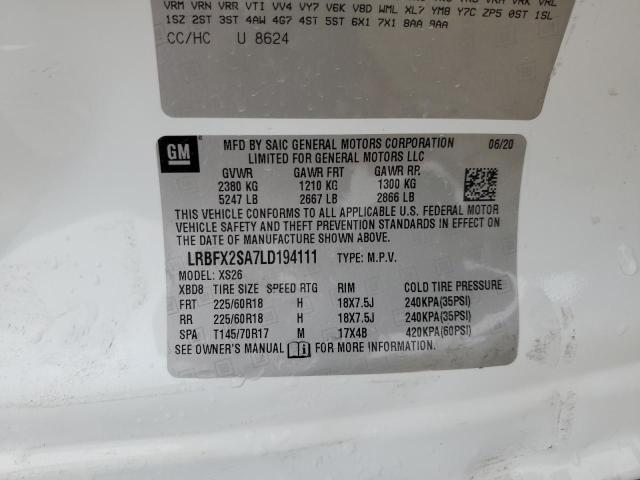 VRM VRN VRR VTI VV4 VY7 V6K V8D WML XL7 YM8 Y7C ZP5 0ST 1SL
1SZ 2ST 3ST 4AW 4G7 4ST 5ST 6X1 7X1 8AA 9AA
CC/HC U 8624
GM
MFD BY SAIC GENERAL MOTORS CORPORATION 06/20
LIMITED FOR GENERAL MOTORS LLC
GVWR GAWR FRT GAWR RR.
2380 KG 1210 KG 1300 KG
5247 LB 2667 LB 2866 LB
THIS VEHICLE CONFORMS TO ALL APPLICABLE U.S. FEDERAL MOTOR
VEHICLE SAFETY AND THEFT PREVENTION STANDARDS IN EFFECT ON
THE DATE OF MANUFACTURE SHOWN ABOVE.
LRBFX2SA7LD194111 TYPE: M.P.V.
MODEL: XS26
XBD8 TIRE SIZE SPEED RTG RIM COLD TIRE PRESSURE
FRT 225/60R18 H 18X7.5J 240KPA(35PSI)
RR 225/60R18 H 18X7.5J 240KPA(35PSI)
SPA T145/70R17 M 17X4B 420KPA(60PSI)
SEE OWNER'S MANUAL FOR MORE INFORMATION.